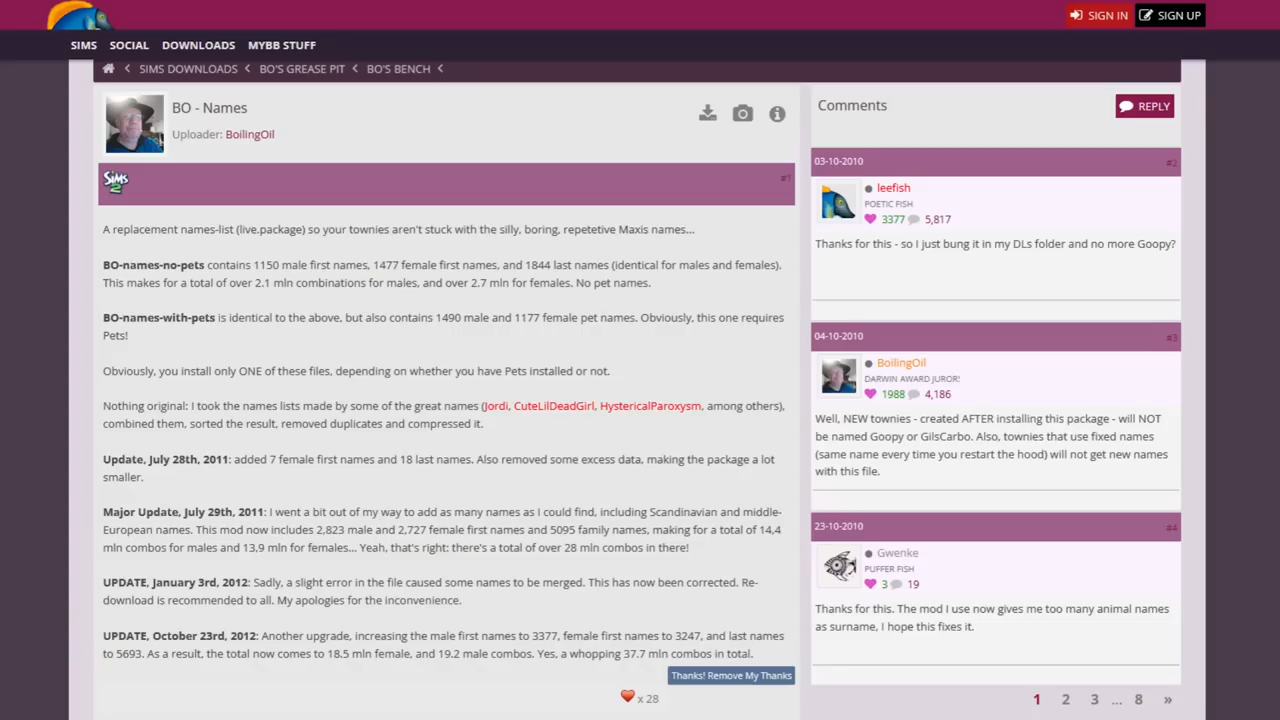 SIGN IN
SIGN UP
SIMS SOCIAL DOWNLOADS MYBB STUFF
SIMS DOWNLOADS BO'S GREASE PIT BO'S BENCH
BO - Names
Uploader: BoilingOil
SIMS 2
#1
A replacement names-list (live.package) so your townies aren't stuck with the silly, boring, repetetive Maxis names...
BO-names-no-pets contains 1150 male first names, 1477 female first names, and 1844 last names (identical for males and females).
This makes for a total of over 2.1 mln combinations for males, and over 2.7 mln for females. No pet names.
BO-names-with-pets is identical to the above, but also contains 1490 male and 1177 female pet names. Obviously, this one requires
Pets!
Obviously, you install only ONE of these files, depending on whether you have Pets installed or not.
Nothing original: I took the names lists made by some of the great names (Jordi, CuteLilDeadGirl, HystericalParoxysm, among others),
combined them, sorted the result, removed duplicates and compressed it.
Update, July 28th, 2011: added 7 female first names and 18 last names. Also removed some excess data, making the package a lot
smaller.
Major Update, July 29th, 2011: I went a bit out of my way to add as many names as I could find, including Scandinavian and middle-
European names. This mod now includes 2,823 male and 2,727 female first names and 5095 family names, making for a total of 14,4
mln combos for males and 13,9 mln for females... Yeah, that's right: there's a total of over 28 mln combos in there!
UPDATE, January 3rd, 2012: Sadly, a slight error in the file caused some names to be merged. This has now been corrected. Re-
download is recommended to all. My apologies for the inconvenience.
UPDATE, October 23rd, 2012: Another upgrade, increasing the male first names to 3377, female first names to 3247, and last names
to 5693. As a result, the total now comes to 18.5 mln female, and 19.2 male combos. Yes, a whopping 37.7 mln combos in total.
Thanks! Remove My Thanks
x 28
Comments
REPLY
03-10-2010 #2
leefish
POETIC FISH
3377 5,817
Thanks for this - so I just bung it in my DLs folder and no more Goopy?
04-10-2010 #3
BoilingOil
DARWIN AWARD JUROR!
1988 4,186
Well, NEW townies - created AFTER installing this package - will NOT
be named Goopy or GilsCarbo. Also, townies that use fixed names
(same name every time you restart the hood) will not get new names
with this file.
23-10-2010 #4
Gwenke
PUFFER FISH
3 19
Thanks for this. The mod I use now gives me too many animal names
as surname, I hope this fixes it.
1 2 3 ... 8 »